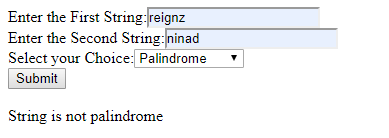 Enter the First String:reignz
Enter the Second String:ninad
Select your Choice:Palindrome
Submit
String is not palindrome